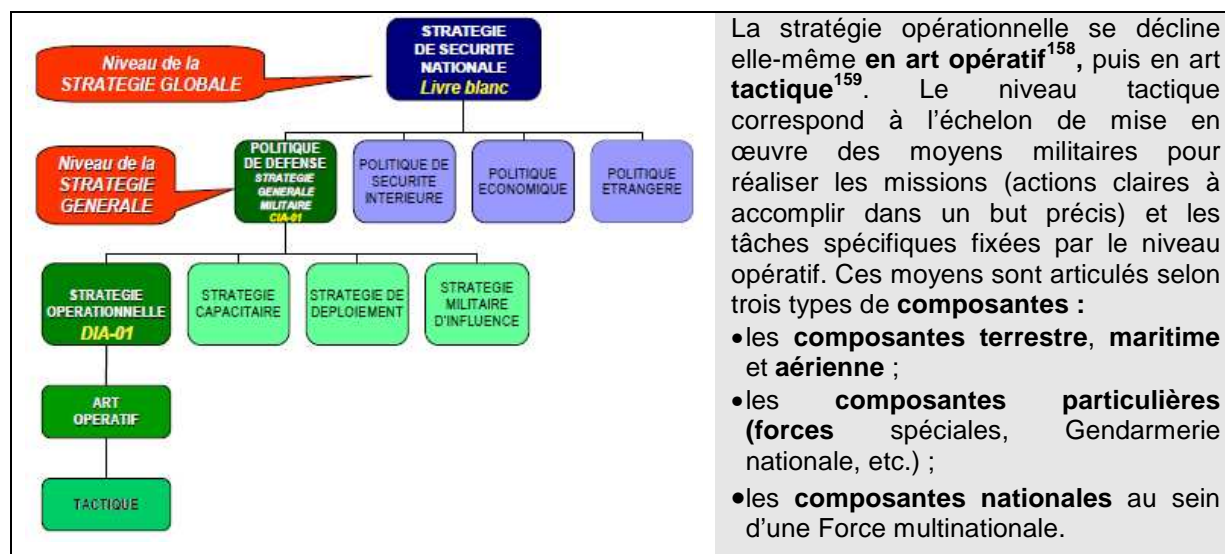 STRATEGIE
DE SECURITE
NATIONALE
Livre blanc
Niveau de la
STRATEGIE GLOBALE
Niveau de la
STRATEGIE
GENERALE
POLITIQUE
DE DEFENSE
STRATEGIE
GENERALE
MILITAIRE
CIA-01
POLITIQUE DE
SECURITE
INTERIEURE
POLITIQUE
ECONOMIQUE
POLITIQUE
ETRANGERE
STRATEGIE
OPERATIONNELLE
DIA-01
STRATEGIE
CAPACITAIRE
STRATEGIE DE
DEPLOIEMENT
STRATEGIE
MILITAIRE
D'INFLUENCE
ART
OPERATIF
TACTIQUE
La stratégie opérationnelle se décline
elle-même en art opératif158, puis en art
tactique159. Le niveau tactique
correspond à l’échelon de mise en
œuvre des moyens militaires pour
réaliser les missions (actions claires à
accomplir dans un but précis) et les
tâches spécifiques fixées par le niveau
opératif. Ces moyens sont articulés selon
trois types de composantes :
•les composantes terrestre, maritime
et aérienne ;
•les composantes particulières
(forces spéciales, Gendarmerie
nationale, etc.) ;
•les composantes nationales au sein
d’une Force multinationale.